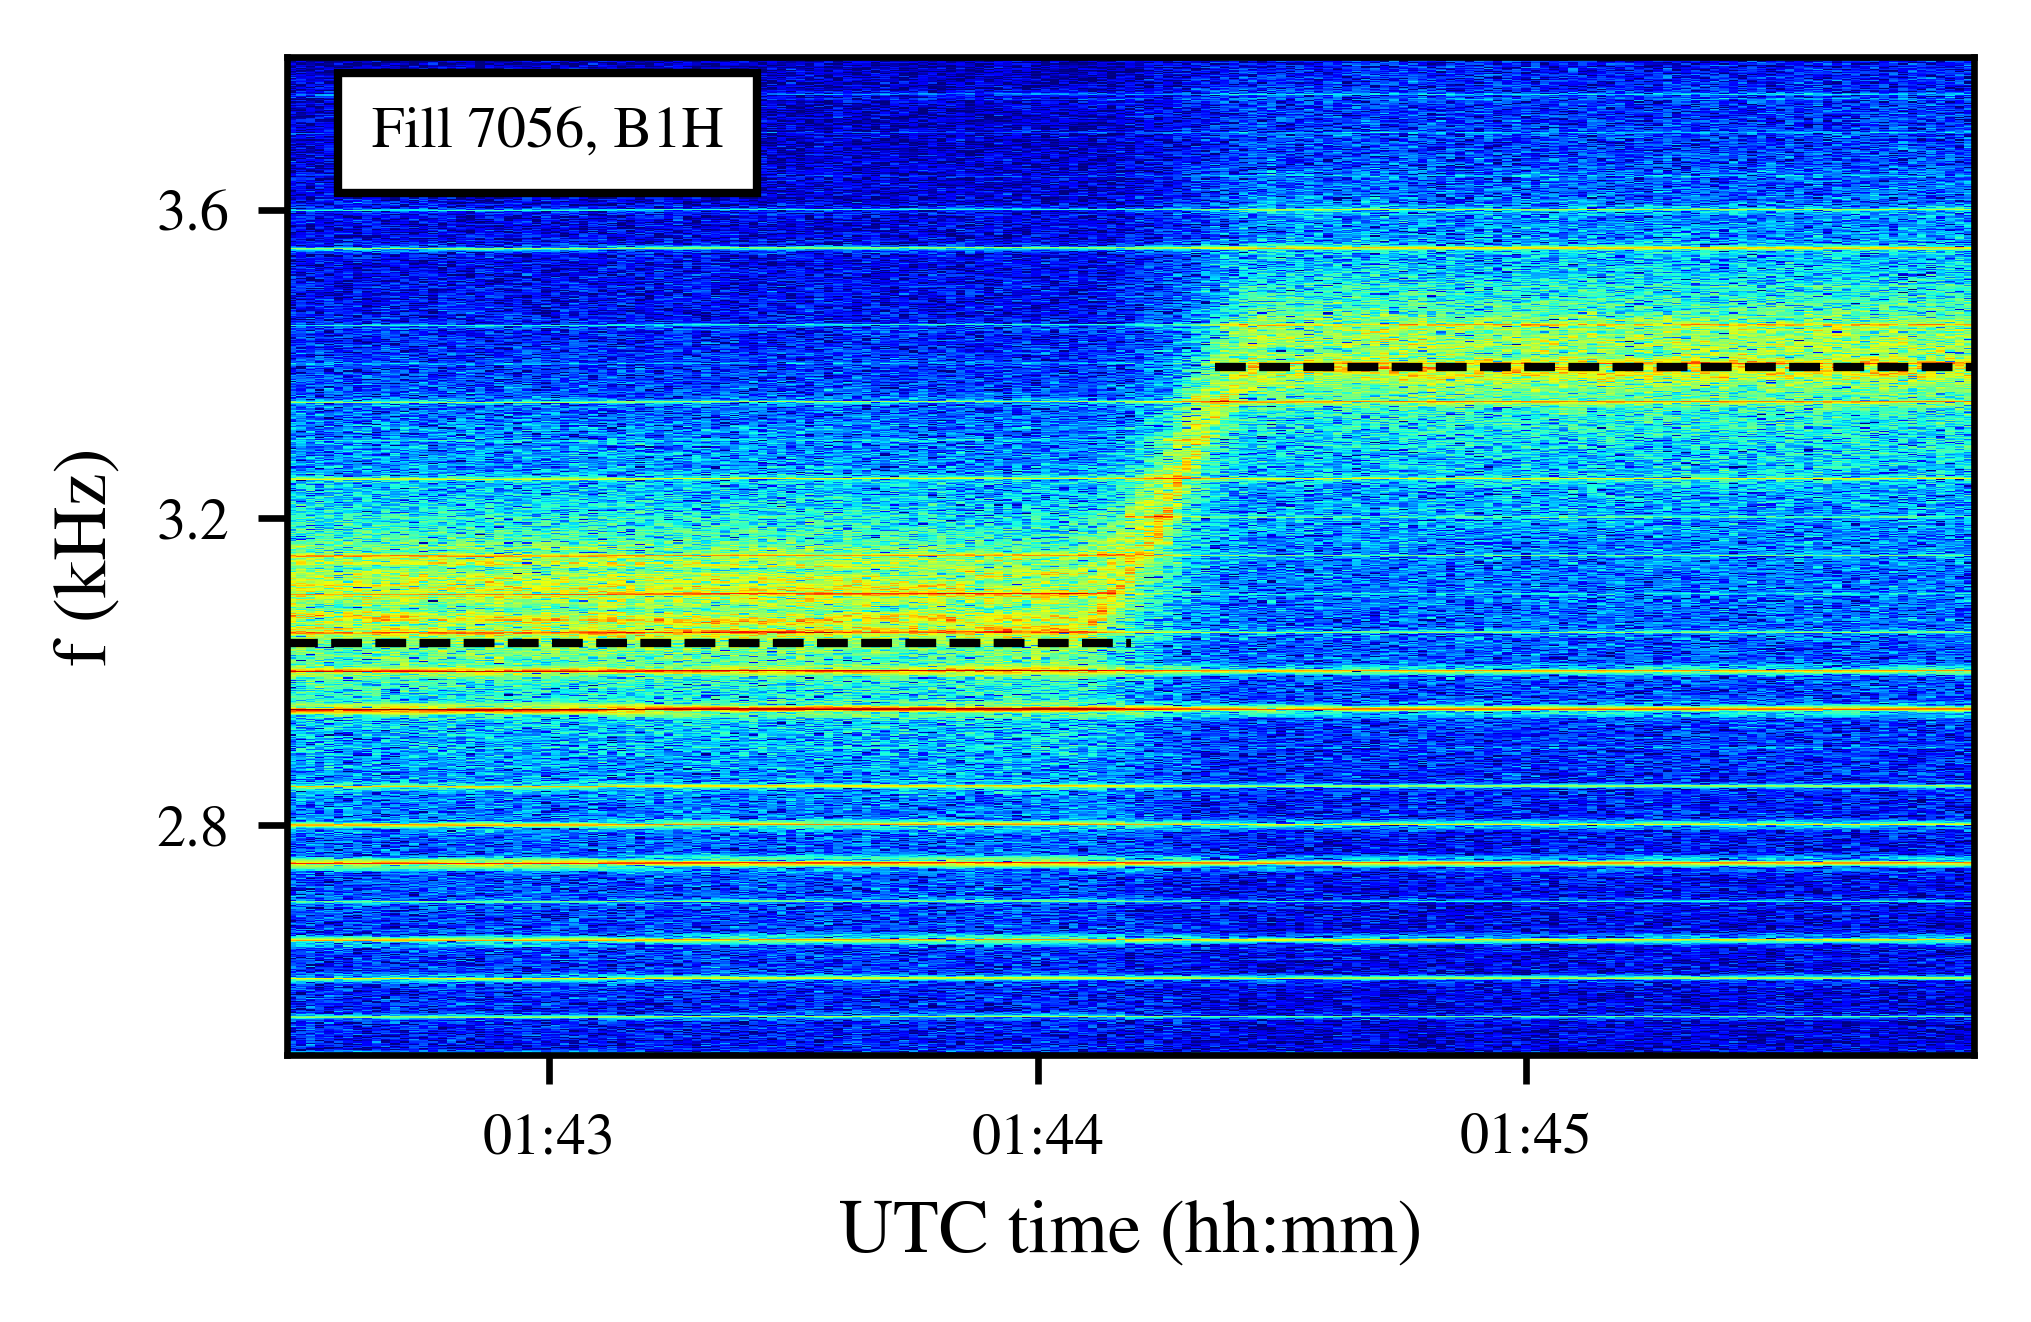 Fill 7056, B1H
3.6
3.2
2.8
f (kHz)
01:43 01:44 01:45
UTC time (hh:mm)